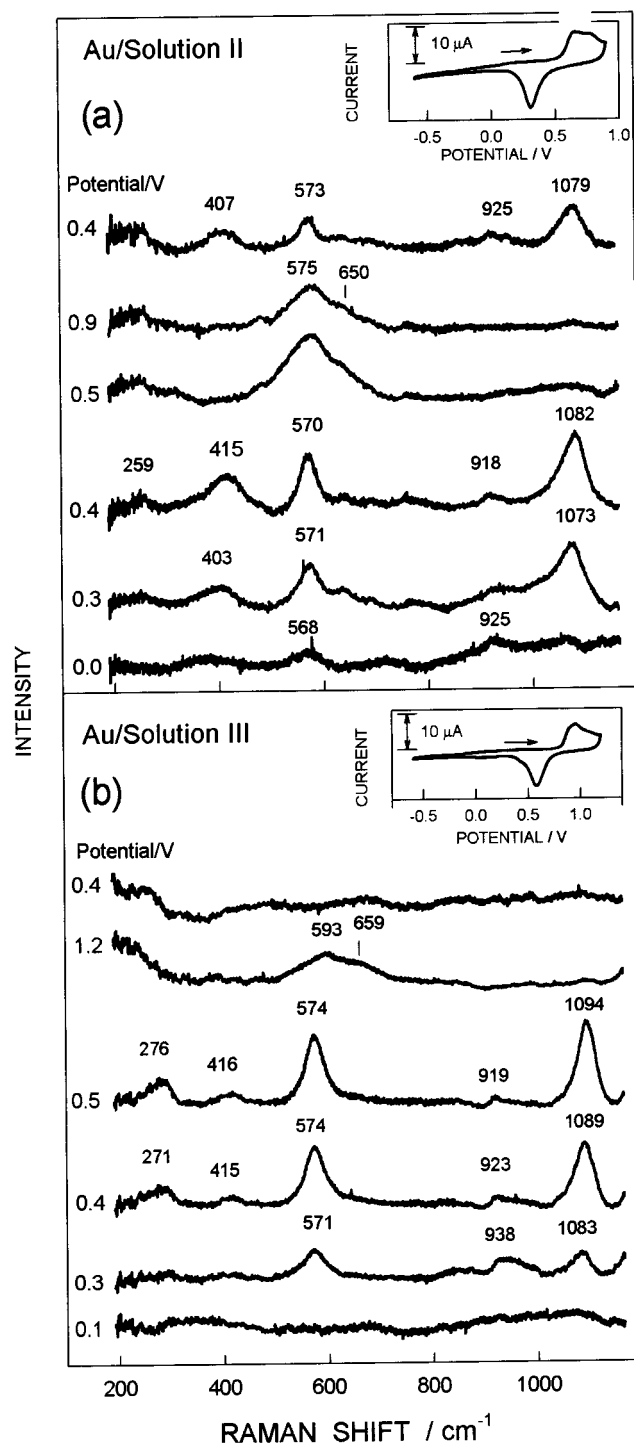 Au/Solution II
10 μA
CURRENT
-0.5 0.0 0.5 1.0
POTENTIAL / V
(a)
Potential/V
407 573 925 1079
0.4
575 650
0.9
0.5
259 415 570 918 1082
0.4
403 571 1073
0.3
568 925
0.0
INTENSITY
Au/Solution III
10 μA
CURRENT
-0.5 0.0 0.5 1.0
POTENTIAL / V
(b)
Potential/V
0.4
593 659
1.2
276 416 574 919 1094
0.5
271 415 574 923 1089
0.4
571 938 1083
0.3
0.1
200 400 600 800 1000
RAMAN SHIFT / cm⁻¹